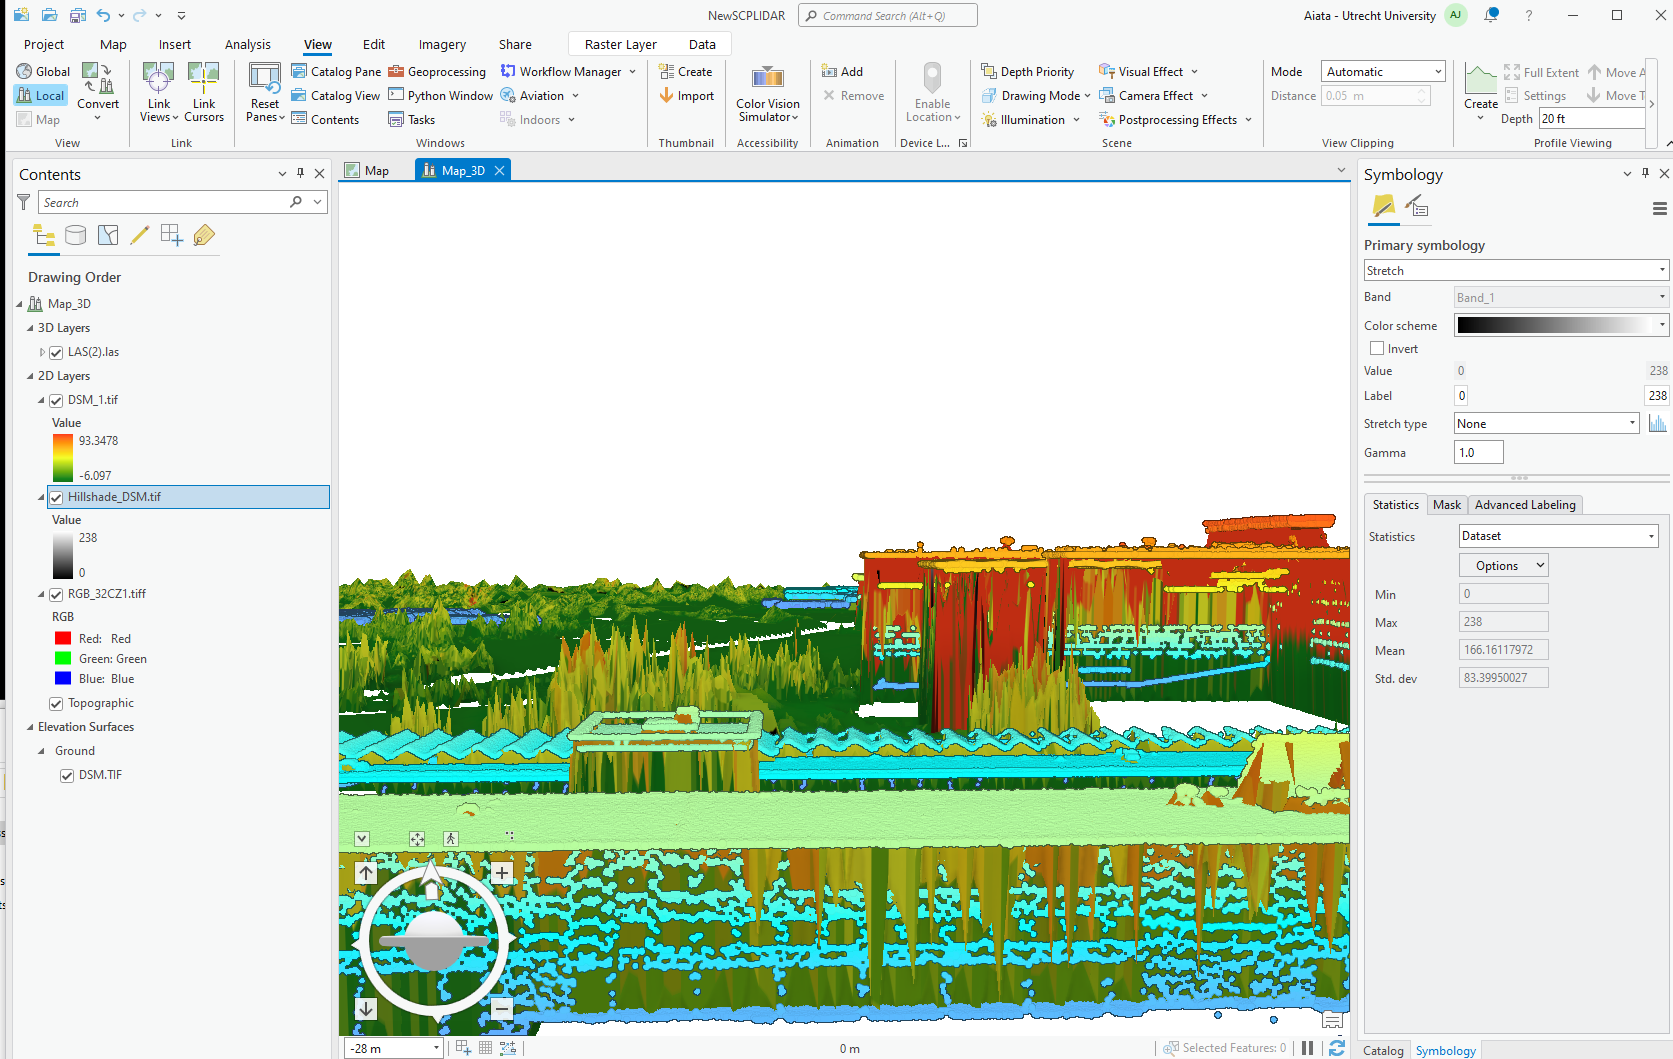 NewSCPLIDAR
Command Search (Alt+Q)
Aiata - Utrecht University
AJ
?
Project
Map
Insert
Analysis
View
Edit
Imagery
Share
Raster Layer
Data
Global
Local
Map
Convert
View
Link Views
Link Cursors
Link
Reset Panes
Catalog Pane
Catalog View
Contents
Geoprocessing
Python Window
Tasks
Workflow Manager
Aviation
Indoors
Windows
Create
Import
Thumbnail
Color Vision Simulator
Accessibility
Add
Remove
Animation
Enable Location
Device L...
Depth Priority
Drawing Mode
Illumination
Visual Effect
Camera Effect
Postprocessing Effects
Scene
Mode
Automatic
Distance
0.05 m
View Clipping
Create
Full Extent
Settings
Depth
20 ft
Move A
Move T
Profile Viewing
Contents
Search
Drawing Order
Map_3D
3D Layers
LAS(2).las
2D Layers
DSM_1.tif
Value
93.3478
-6.097
Hillshade_DSM.tif
Value
238
0
RGB_32CZ1.tiff
RGB
Red: Red
Green: Green
Blue: Blue
Topographic
Elevation Surfaces
Ground
DSM.TIF
Map
Map_3D
-28 m
0 m
Selected Features: 0
Symbology
Primary symbology
Stretch
Band
Band_1
Color scheme
Invert
Value
0
238
Label
0
238
Stretch type
None
Gamma
1.0
Statistics
Mask
Advanced Labeling
Statistics
Dataset
Options
Min
0
Max
238
Mean
166.16117972
Std. dev
83.39950027
Catalog
Symbology